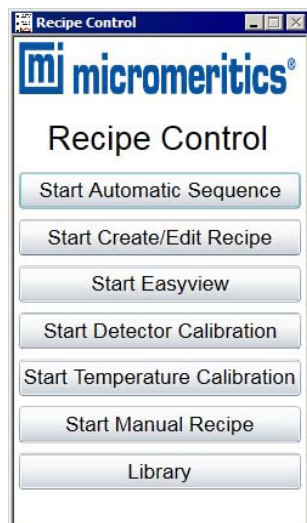 Recipe Control
mi micromeritics®
Recipe Control
Start Automatic Sequence
Start Create/Edit Recipe
Start Easyview
Start Detector Calibration
Start Temperature Calibration
Start Manual Recipe
Library